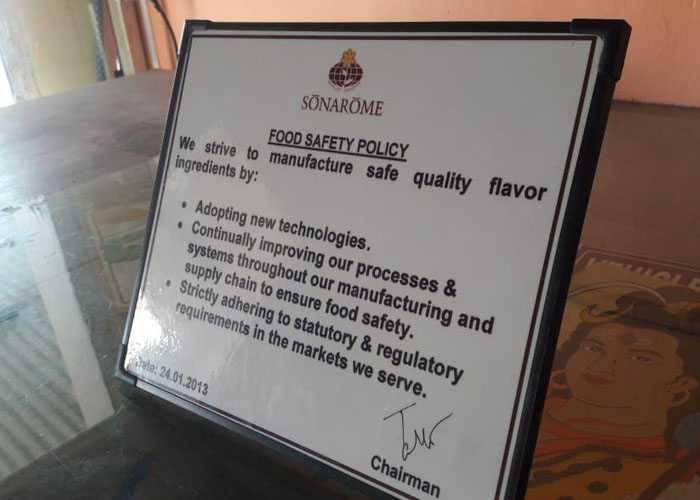 SŌNARŌME
FOOD SAFETY POLICY
We strive to manufacture safe quality flavor
ingredients by:
• Adopting new technologies.
• Continually improving our processes &
systems throughout our manufacturing and
supply chain to ensure food safety.
• Strictly adhering to statutory & regulatory
requirements in the markets we serve.
Date: 24.01.2013
Chairman